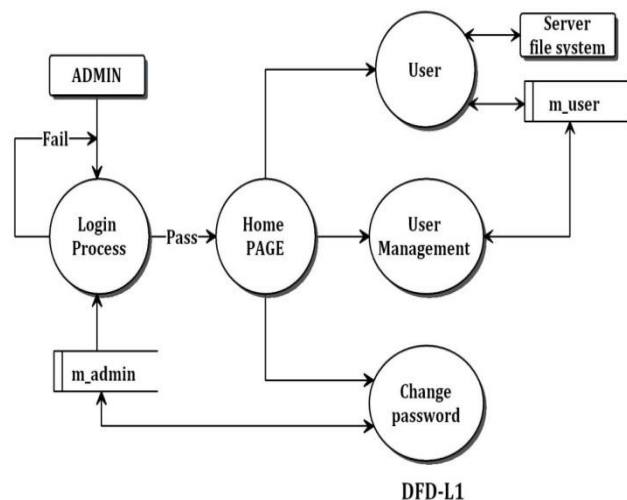 ADMIN
Fail
Login
Process
Pass
Home
PAGE
User
Server
file system
m_user
User
Management
m_admin
Change
password
DFD-L1